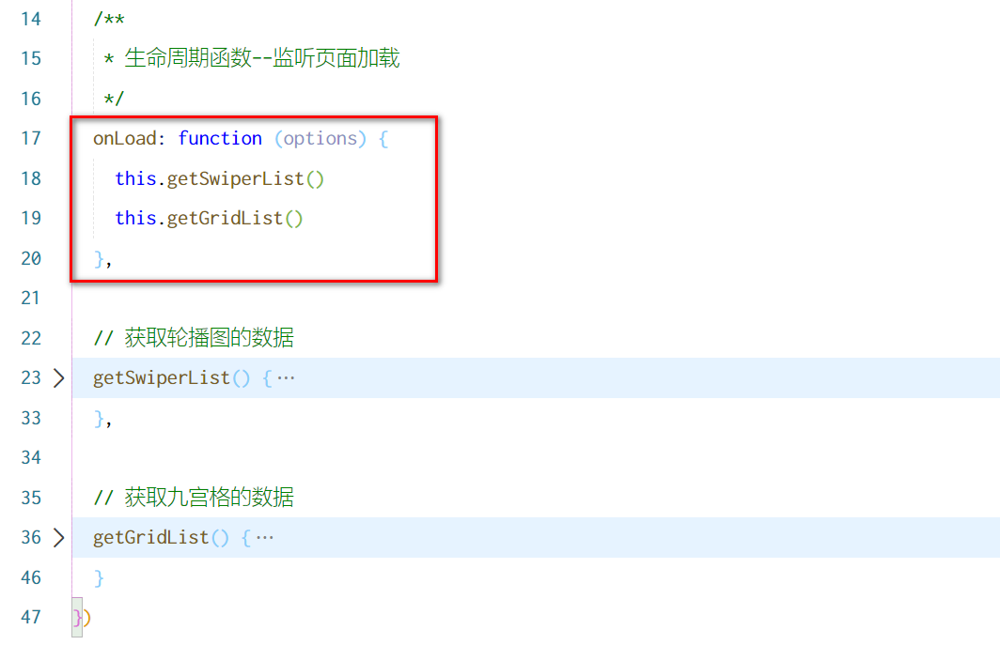 14 /**
15 * 生命周期函数--监听页面加载
16 */
17 onLoad: function (options) {
18 this.getSwiperList()
19 this.getGridList()
20 },
21
22 // 获取轮播图的数据
23 getSwiperList() {···
33 },
34
35 // 获取九宫格的数据
36 getGridList() {···
46 }
47 })